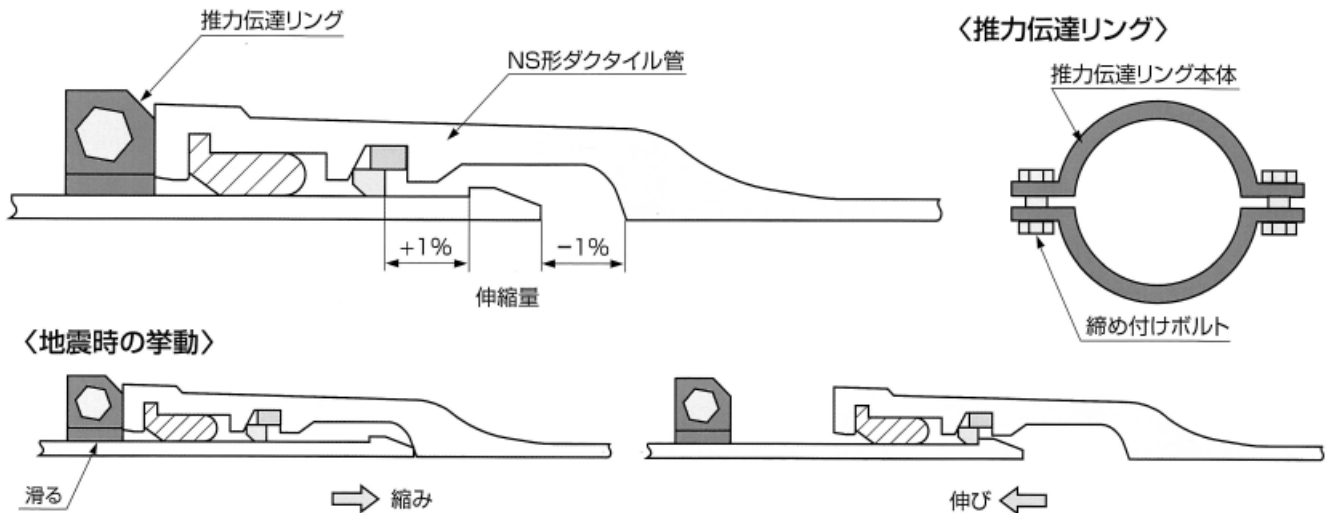 推力伝達リング
NS形ダクタイル管
+1%
−1%
伸縮量
〈推力伝達リング〉
推力伝達リング本体
締め付けボルト
〈地震時の挙動〉
滑る
縮み
伸び